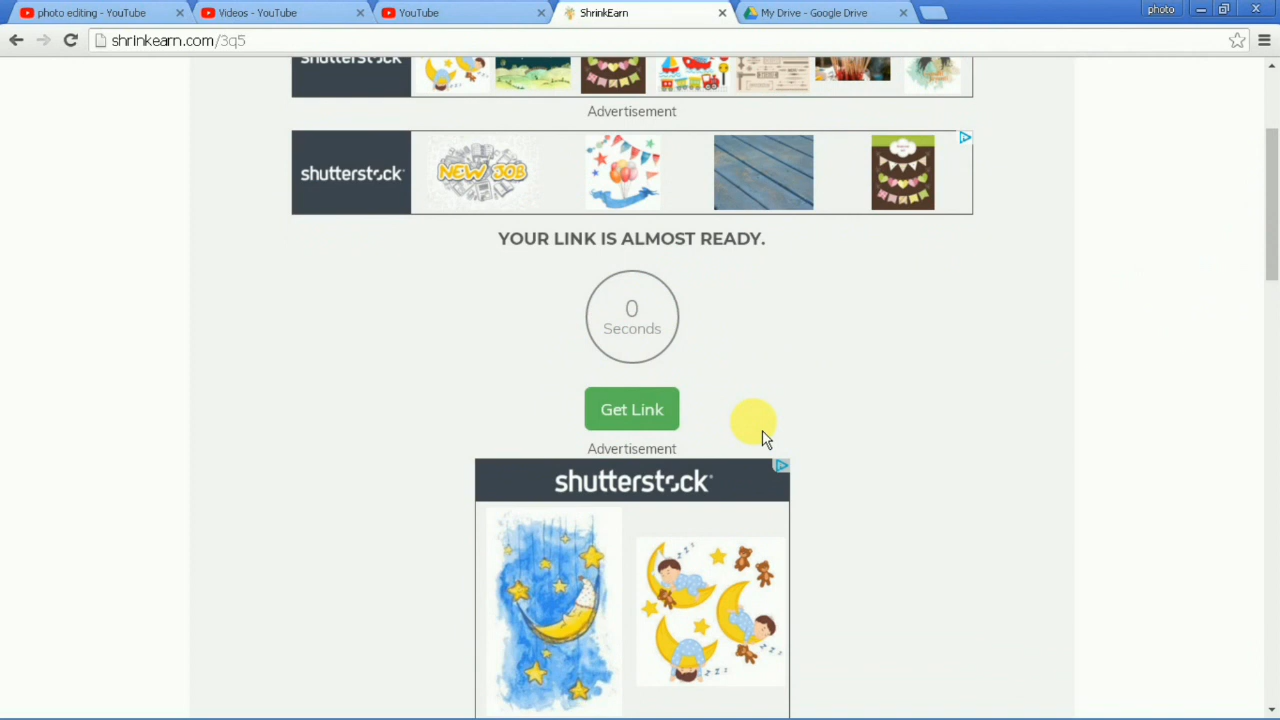 photo editing - YouTube
Videos - YouTube
YouTube
ShrinkEarn
My Drive - Google Drive
photo
shrinkearn.com/3q5
shutterstock
Advertisement
shutterstock
NEW JOB
YOUR LINK IS ALMOST READY.
0
Seconds
Get Link
Advertisement
shutterstock